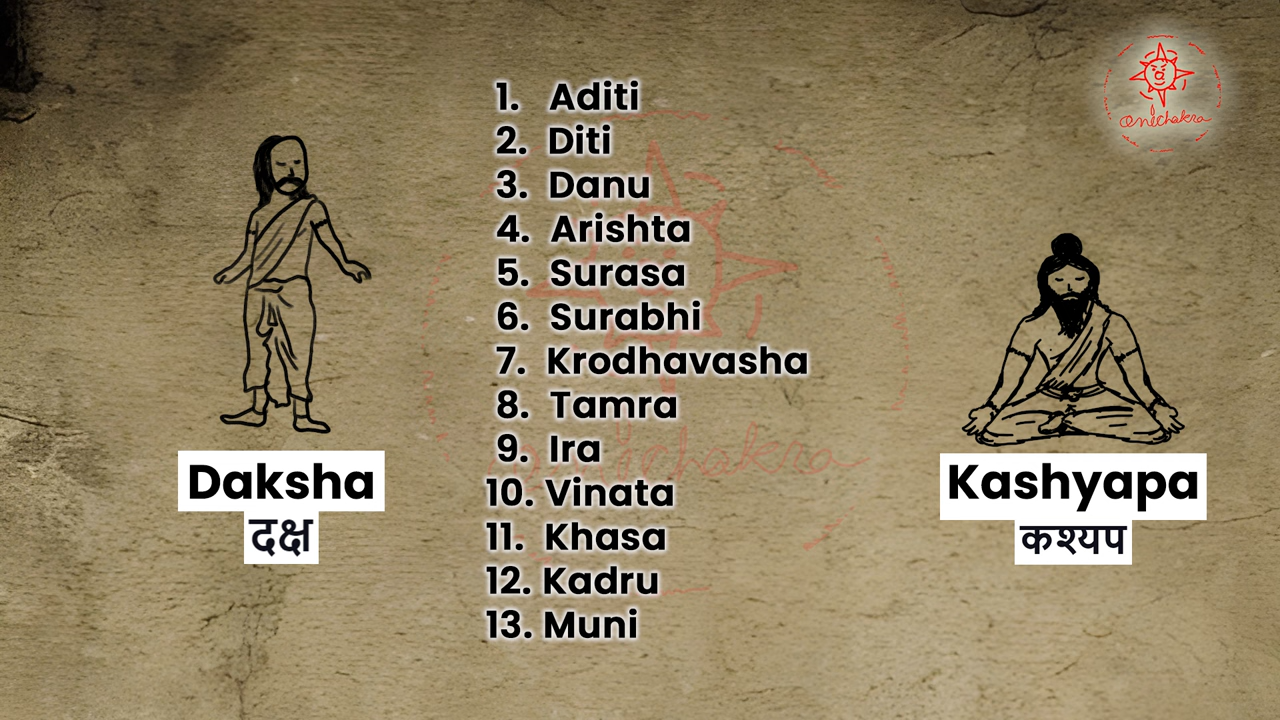 1. Aditi
2. Diti
3. Danu
4. Arishta
5. Surasa
6. Surabhi
7. Krodhavasha
8. Tamra
9. Ira
10. Vinata
11. Khasa
12. Kadru
13. Muni
Daksha
दक्ष
Kashyapa
कश्यप